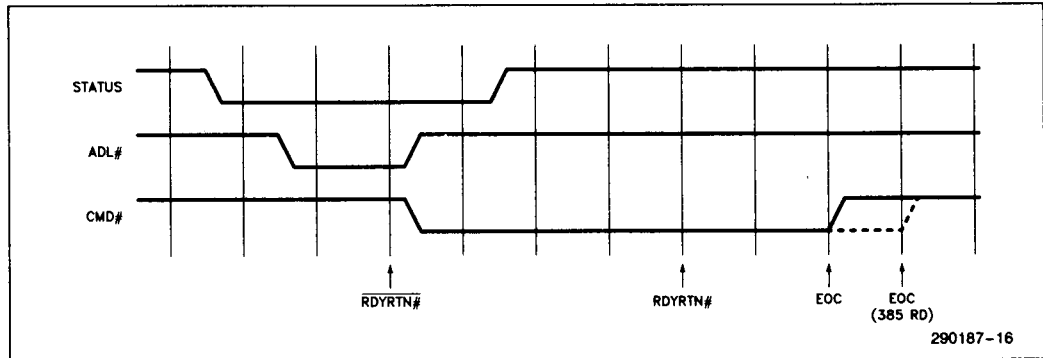 STATUS
ADL#
CMD#
RDYRTN#
RDYRTN#
EOC
EOC
(385 RD)
290187-16